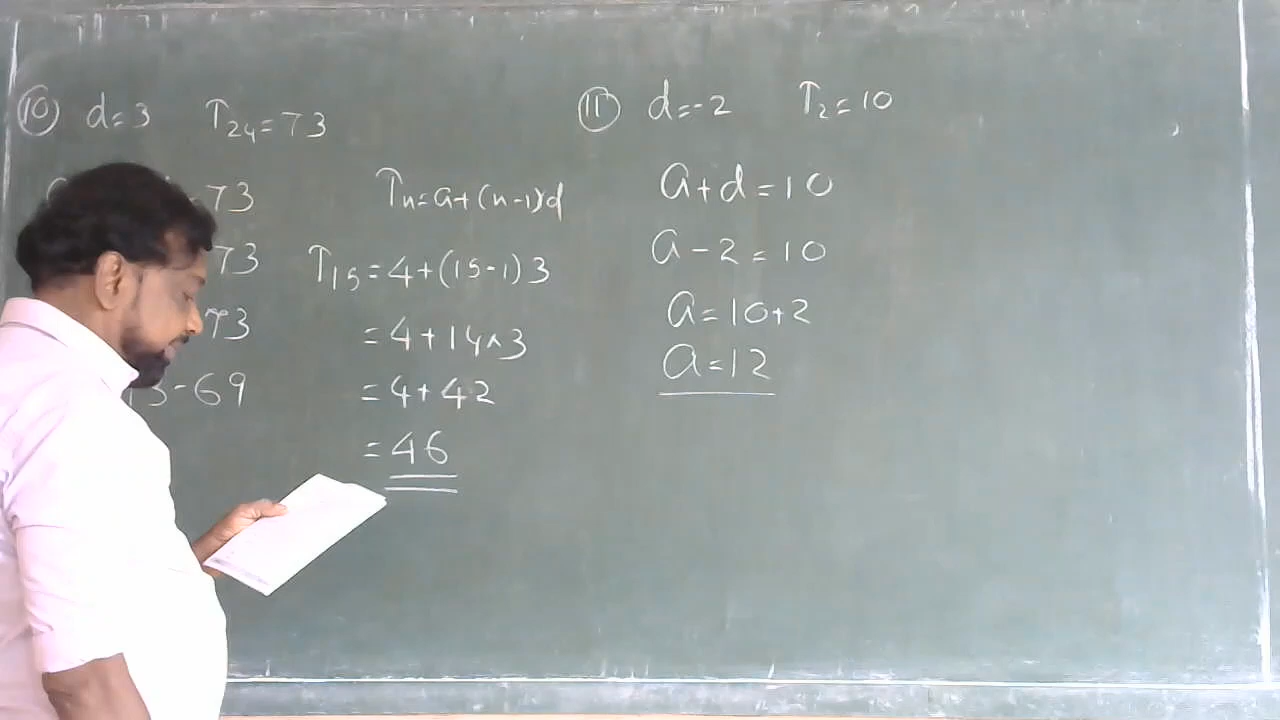 10 d=3 T24=73
=73
73
73
73-69
Tn=a+(n-1)d
T15=4+(15-1)3
=4+14×3
=4+42
=46
11 d=-2 T2=10
a+d=10
a-2=10
a=10+2
a=12